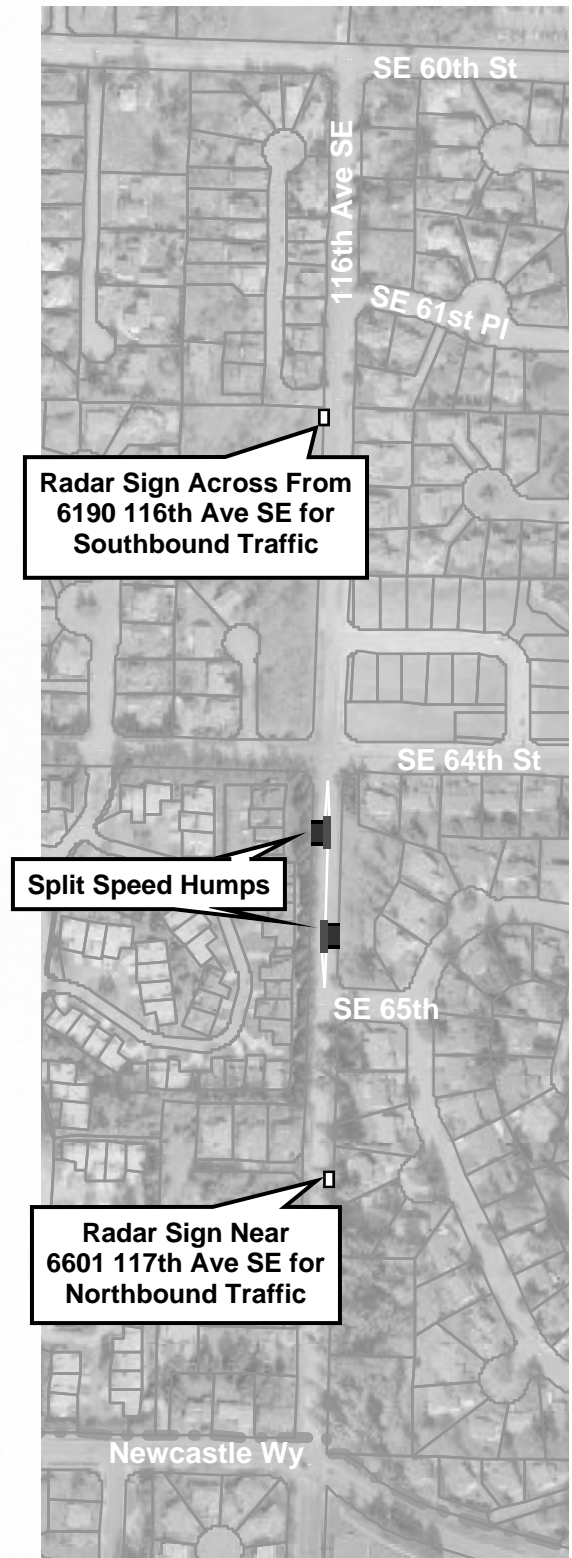 SE 60th St
116th Ave SE
SE 61st Pl
Radar Sign Across From
6190 116th Ave SE for
Southbound Traffic
SE 64th St
Split Speed Humps
SE 65th
Radar Sign Near
6601 117th Ave SE for
Northbound Traffic
Newcastle Wy